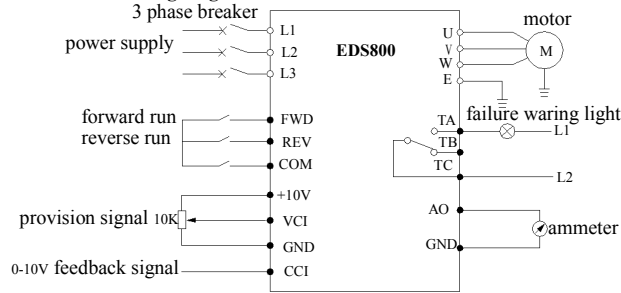 3 phase breaker
power supply
L1
L2
L3
EDS800
U
V
W
E
motor
M
forward run
reverse run
FWD
REV
COM
TA
TB
TC
failure waring light
L1
L2
+10V
provision signal 10K
VCI
GND
0-10V feedback signal
CCI
AO
GND
ammeter